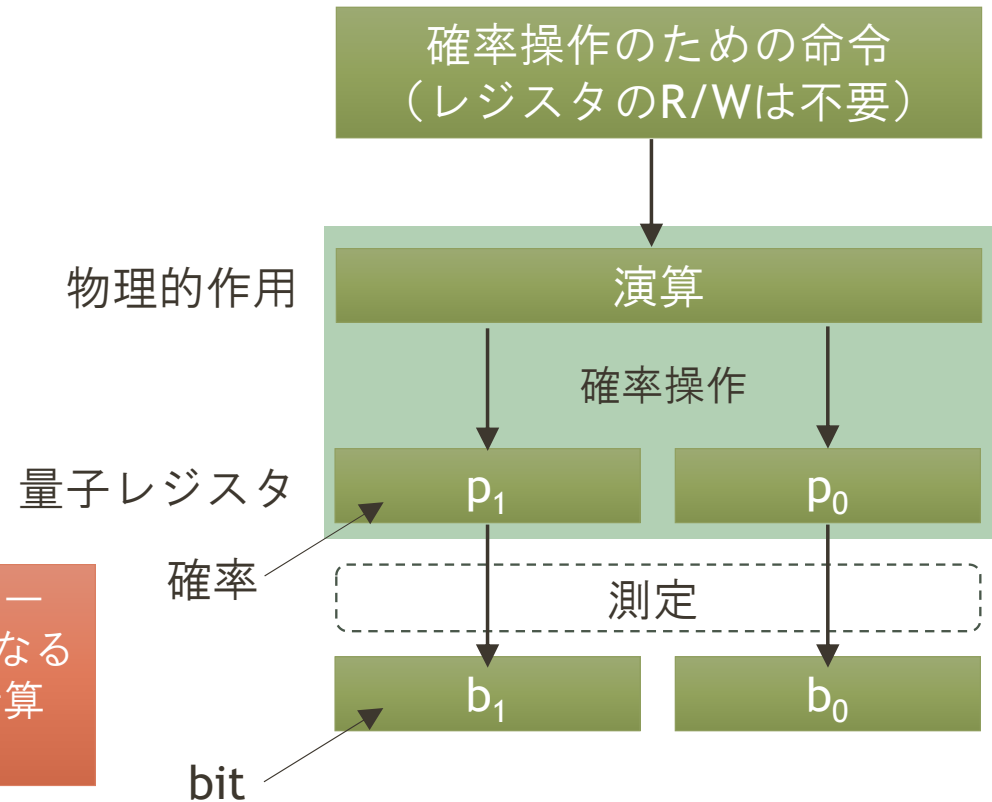 確率操作のための命令
（レジスタのR/Wは不要）
物理的作用
演算
確率操作
量子レジスタ
p₁
p₀
確率
測定
ー
なる
算
b₁
b₀
bit